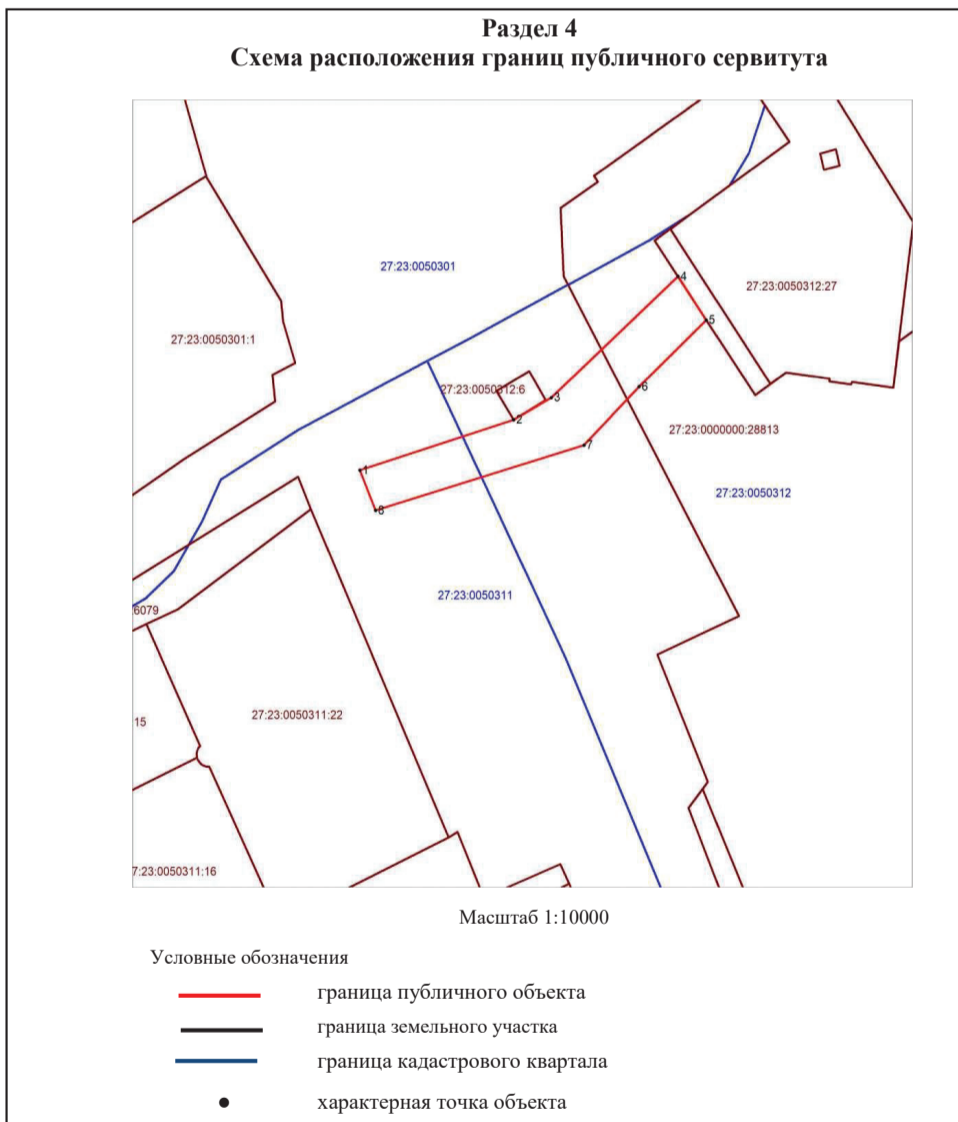 Раздел 4
Схема расположения границ публичного сервитута
27:23:0050301
27:23:0050301:1
27:23:0050312:27
4
5
27:23:0050312:6
3
6
2
27:23:0000000:28813
7
1
27:23:0050312
8
27:23:0050311
6079
27:23:0050311:22
15
7:23:0050311:16
Масштаб 1:10000
Условные обозначения
граница публичного объекта
граница земельного участка
граница кадастрового квартала
характерная точка объекта